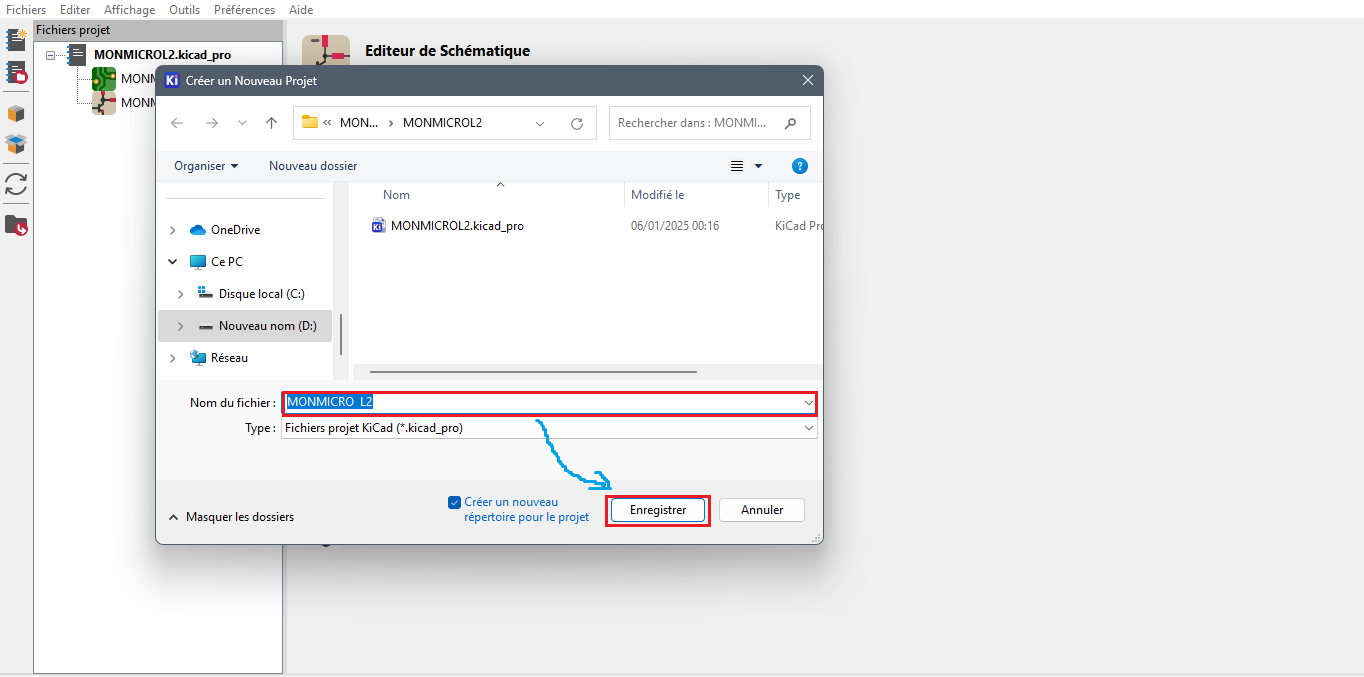 Fichiers Editer Affichage Outils Préférences Aide
Fichiers projet
MONMICROL2.kicad_pro
MONM
MONM
Editeur de Schématique
Ki Créer un Nouveau Projet
« MON... › MONMICROL2
Rechercher dans : MONMI...
Organiser Nouveau dossier
?
Nom Modifié le Type
MONMICROL2.kicad_pro 06/01/2025 00:16 KiCad Pro
OneDrive
Ce PC
Disque local (C:)
Nouveau nom (D:)
Réseau
Nom du fichier : MONMICRO_L2
Type : Fichiers projet KiCad (*.kicad_pro)
Créer un nouveau
répertoire pour le projet
Enregistrer Annuler
Masquer les dossiers